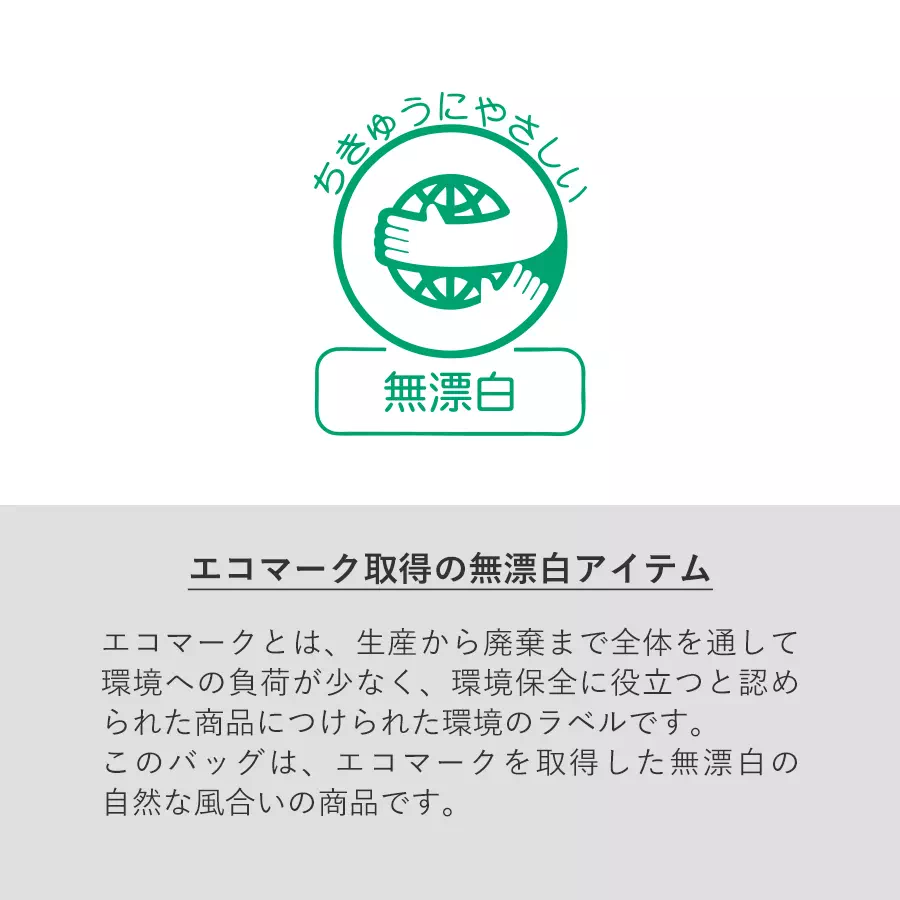 ちきゅうにやさしい
無漂白
エコマーク取得の無漂白アイテム
エコマークとは、生産から廃棄まで全体を通して
環境への負荷が少なく、環境保全に役立つと認め
られた商品につけられた環境のラベルです。
このバッグは、エコマークを取得した無漂白の
自然な風合いの商品です。